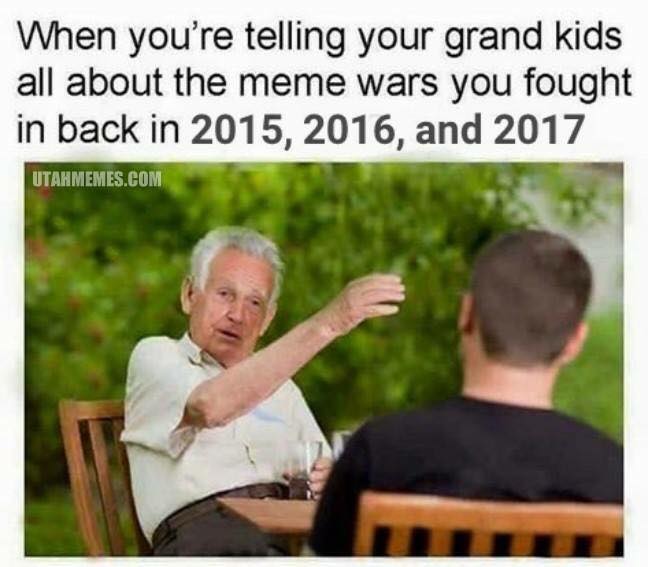 When you're telling your grand kids
all about the meme wars you fought
in back in 2015, 2016, and 2017
UTAHMEMES.COM